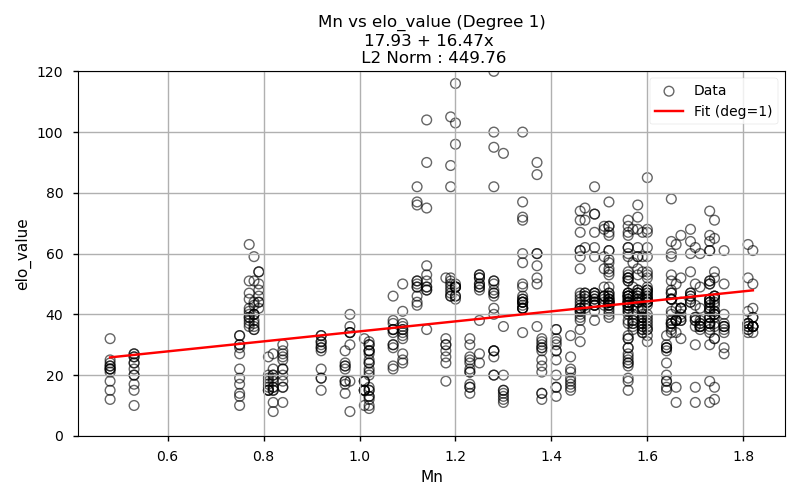 Mn vs elo_value (Degree 1)
17.93 + 16.47x
L2 Norm : 449.76
Data
Fit (deg=1)
120
100
80
60
40
20
0
elo_value
0.6 0.8 1.0 1.2 1.4 1.6 1.8
Mn